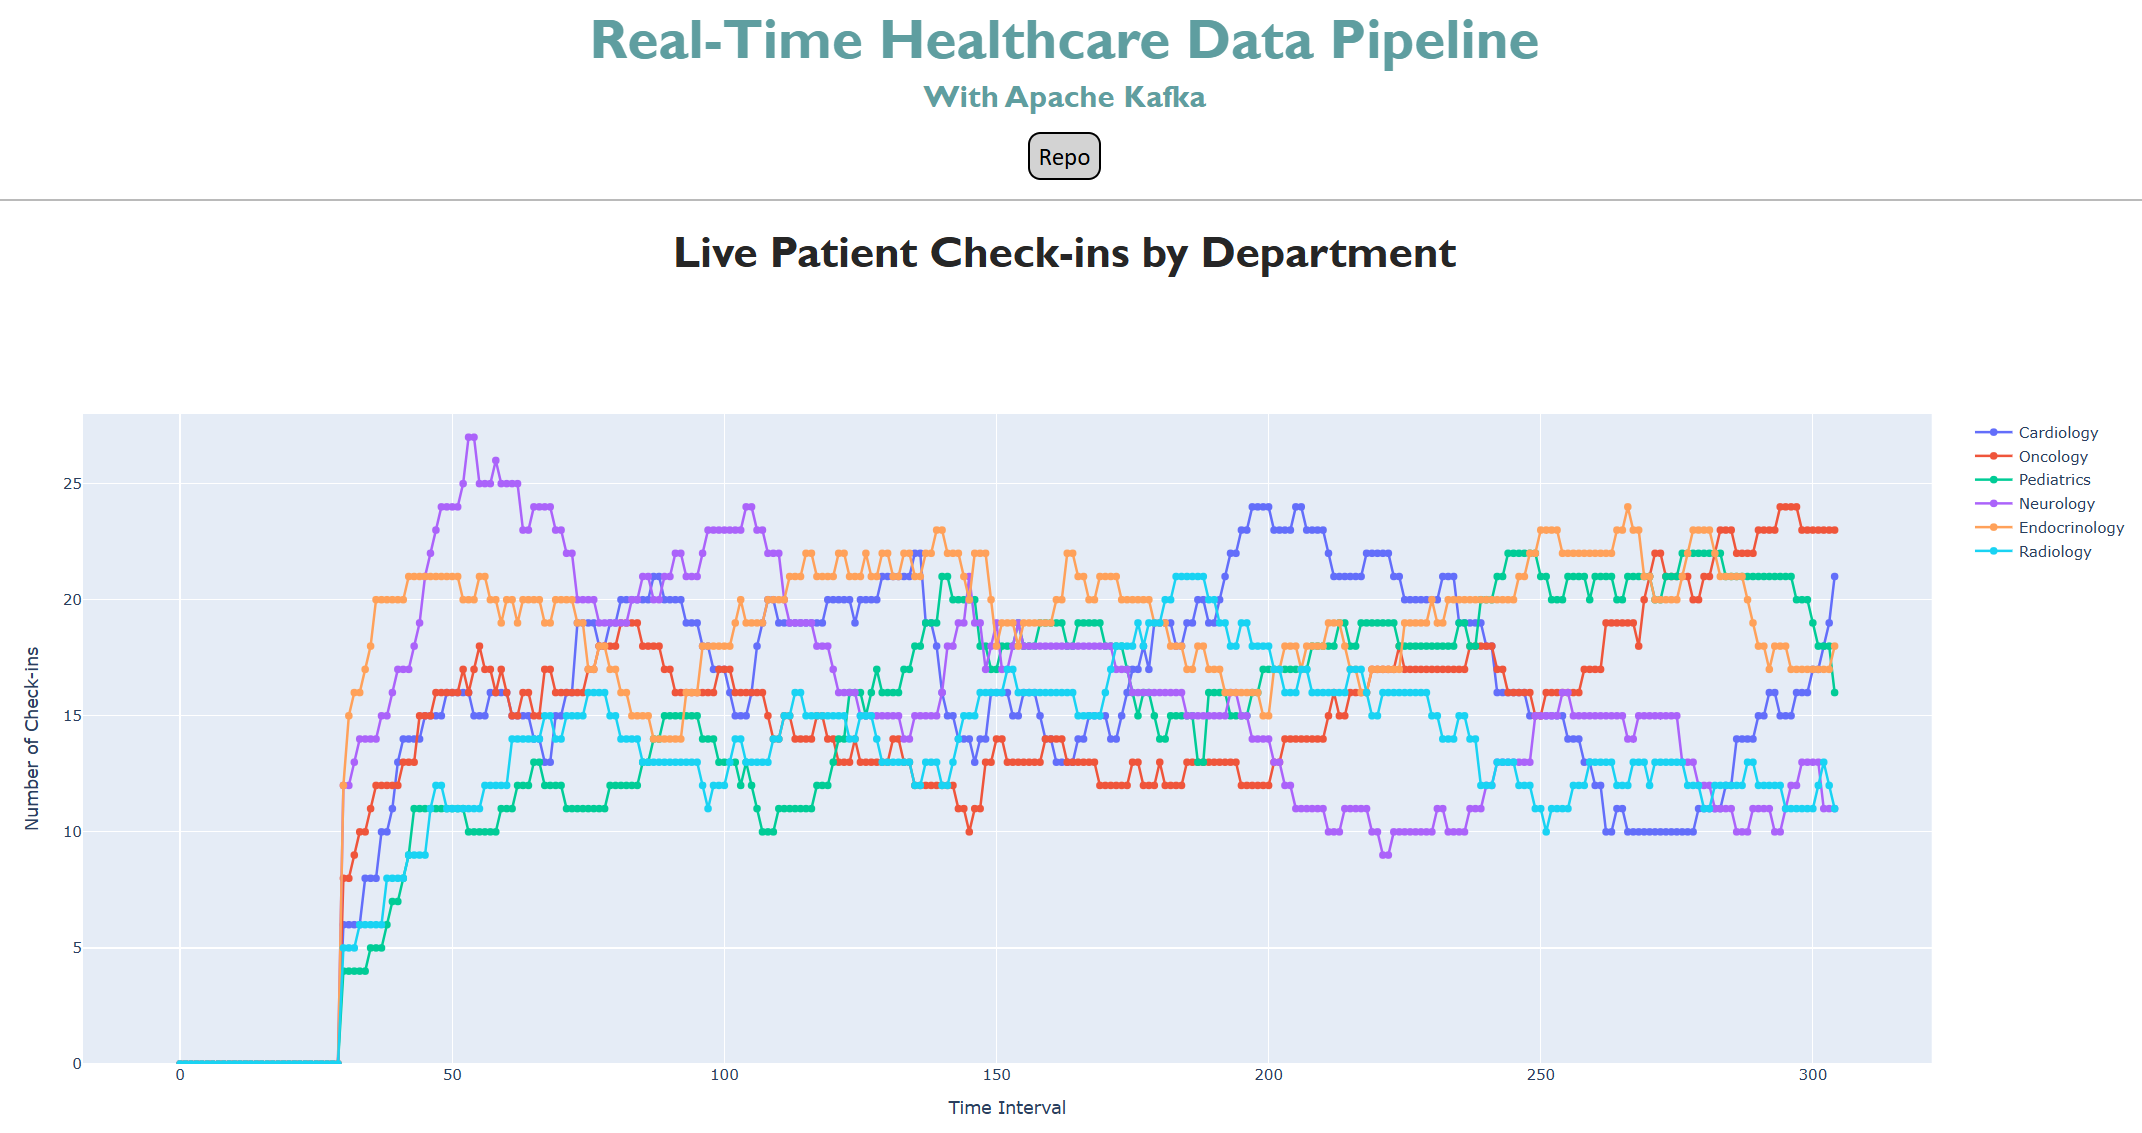 Real-Time Healthcare Data Pipeline
With Apache Kafka
Repo
Live Patient Check-ins by Department
Number of Check-ins
25
20
15
10
5
0
0 50 100 150 200 250 300
Time Interval
Cardiology
Oncology
Pediatrics
Neurology
Endocrinology
Radiology